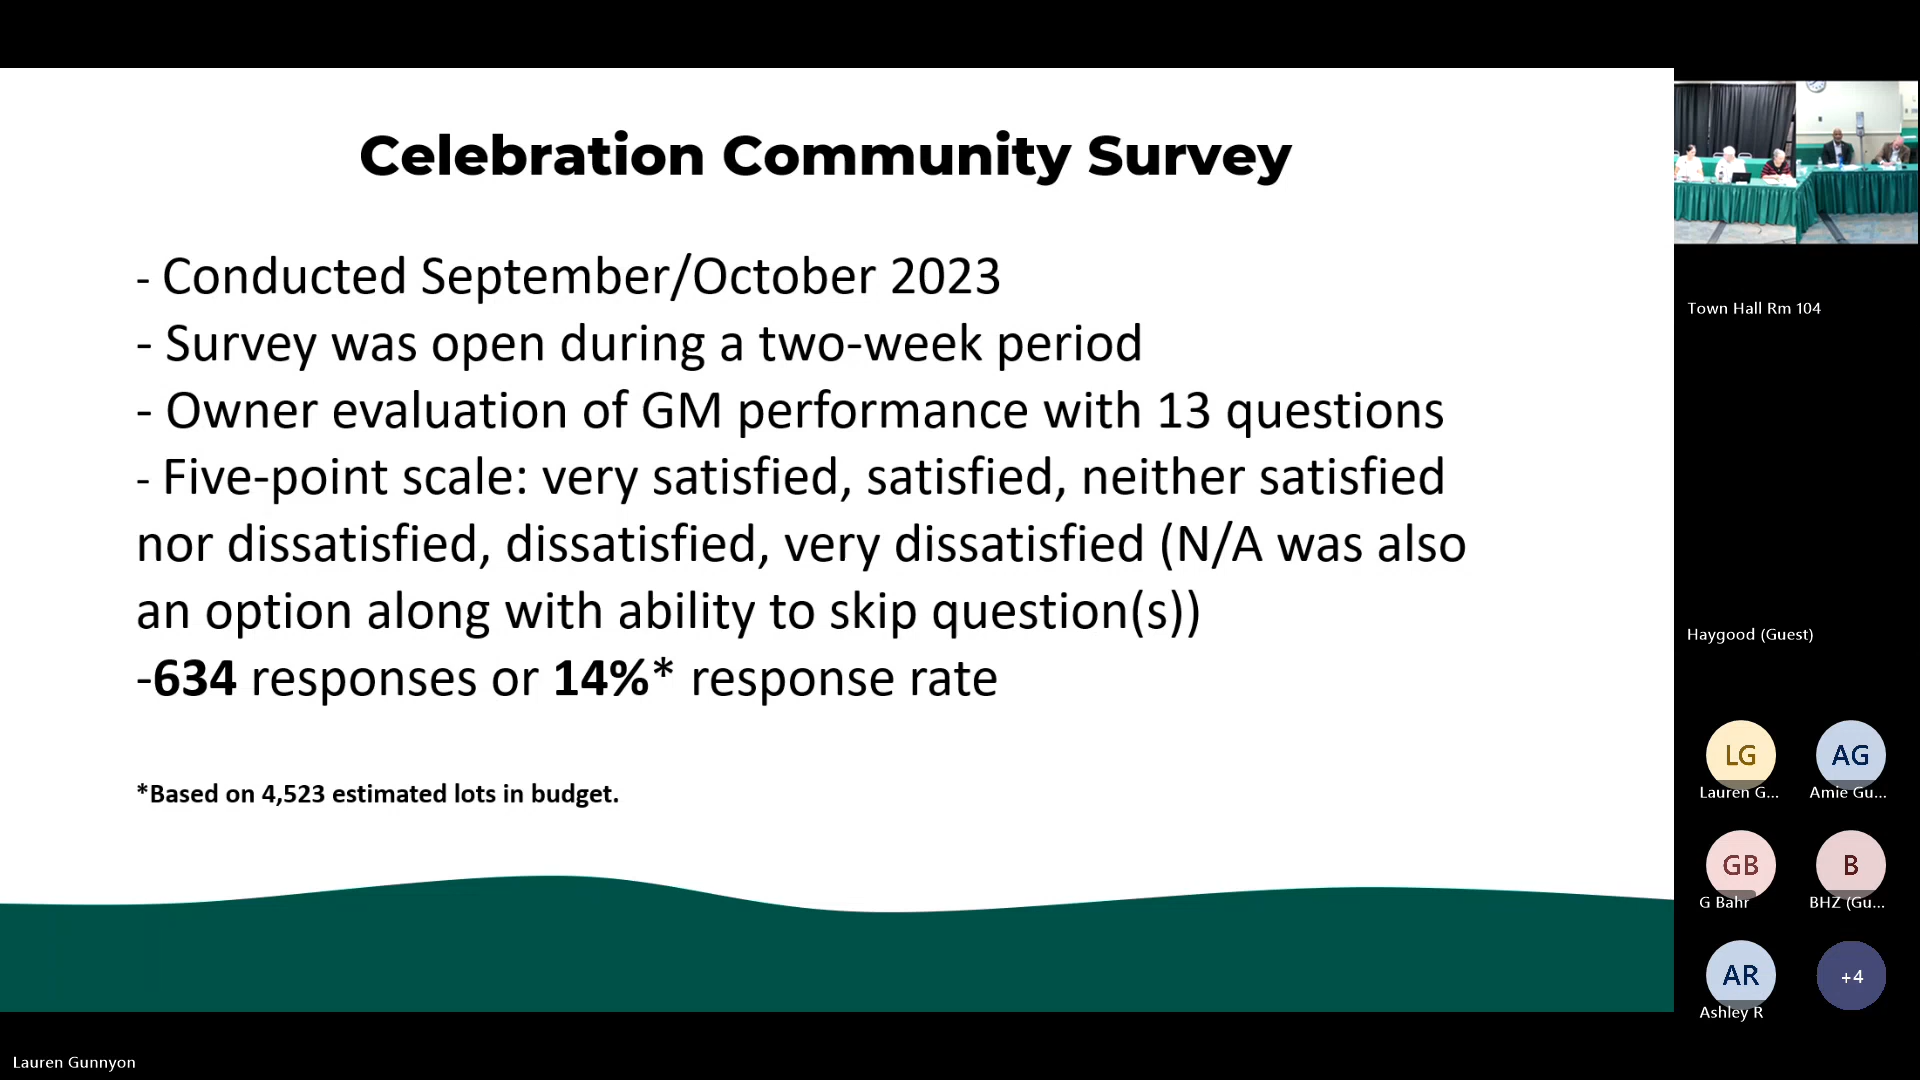 Celebration Community Survey
- Conducted September/October 2023
- Survey was open during a two-week period
- Owner evaluation of GM performance with 13 questions
- Five-point scale: very satisfied, satisfied, neither satisfied
nor dissatisfied, dissatisfied, very dissatisfied (N/A was also
an option along with ability to skip question(s))
-634 responses or 14%* response rate
*Based on 4,523 estimated lots in budget.
Town Hall Rm 104
Haygood (Guest)
LG
Lauren G...
AG
Amie Gu...
GB
G Bahr
B
BHZ (Gu...
AR
Ashley R
+4
Lauren Gunnyon